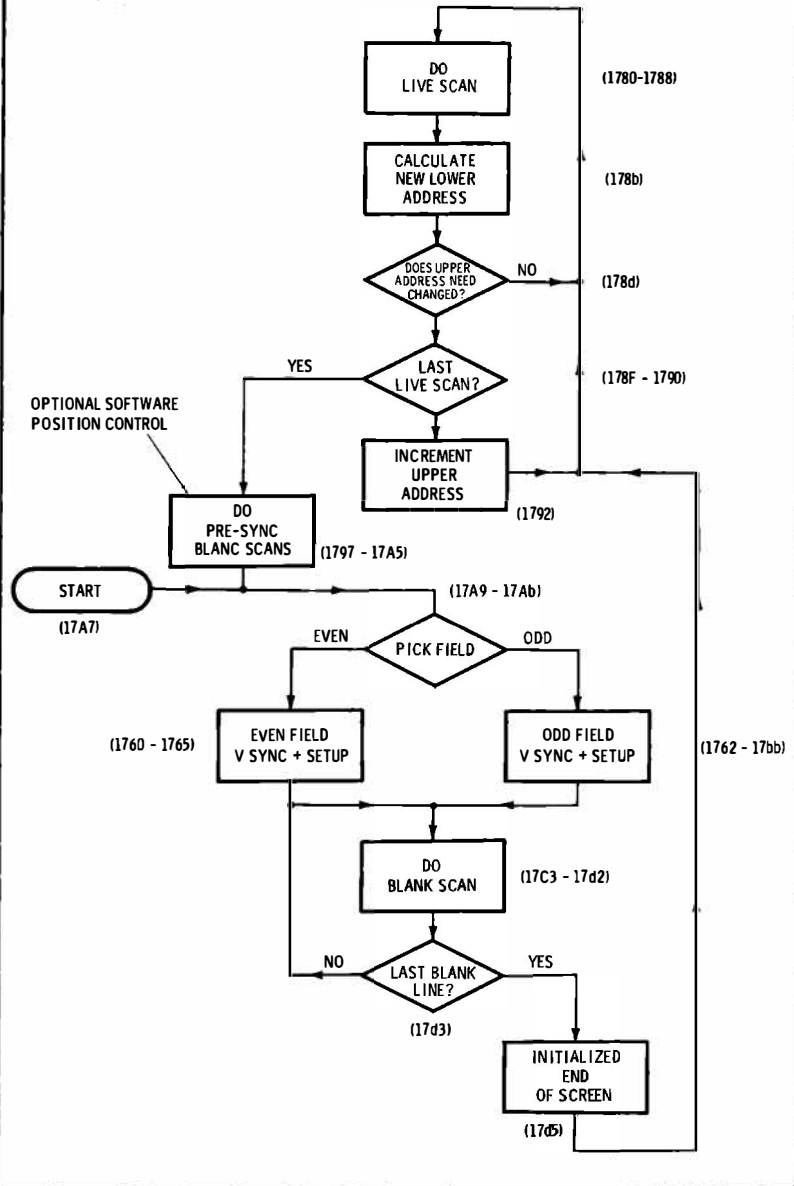 DO
LIVE SCAN
(1780-1788)
CALCULATE
NEW LOWER
ADDRESS
(178b)
DOES UPPER
ADDRESS NEED
CHANGED?
NO
(178d)
LAST
LIVE SCAN?
YES
(178F - 1790)
OPTIONAL SOFTWARE
POSITION CONTROL
INCREMENT
UPPER
ADDRESS
(1792)
DO
PRE-SYNC
BLANC SCANS
(1797 - 17A5)
START
(17A7)
(17A9 - 17Ab)
EVEN
PICK FIELD
ODD
(1760 - 1765)
EVEN FIELD
V SYNC + SETUP
ODD FIELD
V SYNC + SETUP
(1762 - 17bb)
DO
BLANK SCAN
(17C3 - 17d2)
NO
LAST BLANK
LINE?
YES
(17d3)
INITIALIZED
END
OF SCREEN
(17d5)